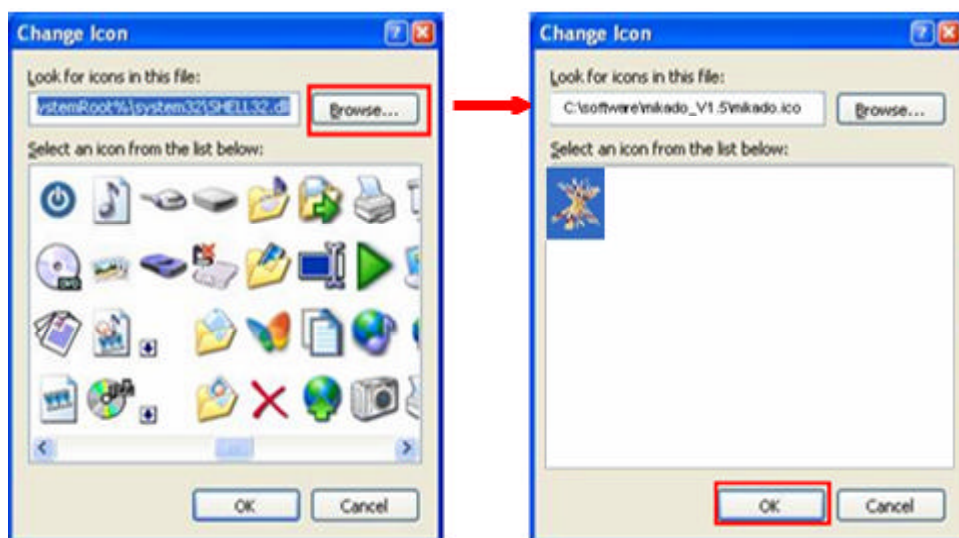 Change Icon
Look for icons in this file:
ystemRoot%\system32\SHELL32.dll
Browse...
Select an icon from the list below:
OK
Cancel
Change Icon
Look for icons in this file:
C:\software\mikado_V1.5\mikado.ico
Browse...
Select an icon from the list below:
OK
Cancel